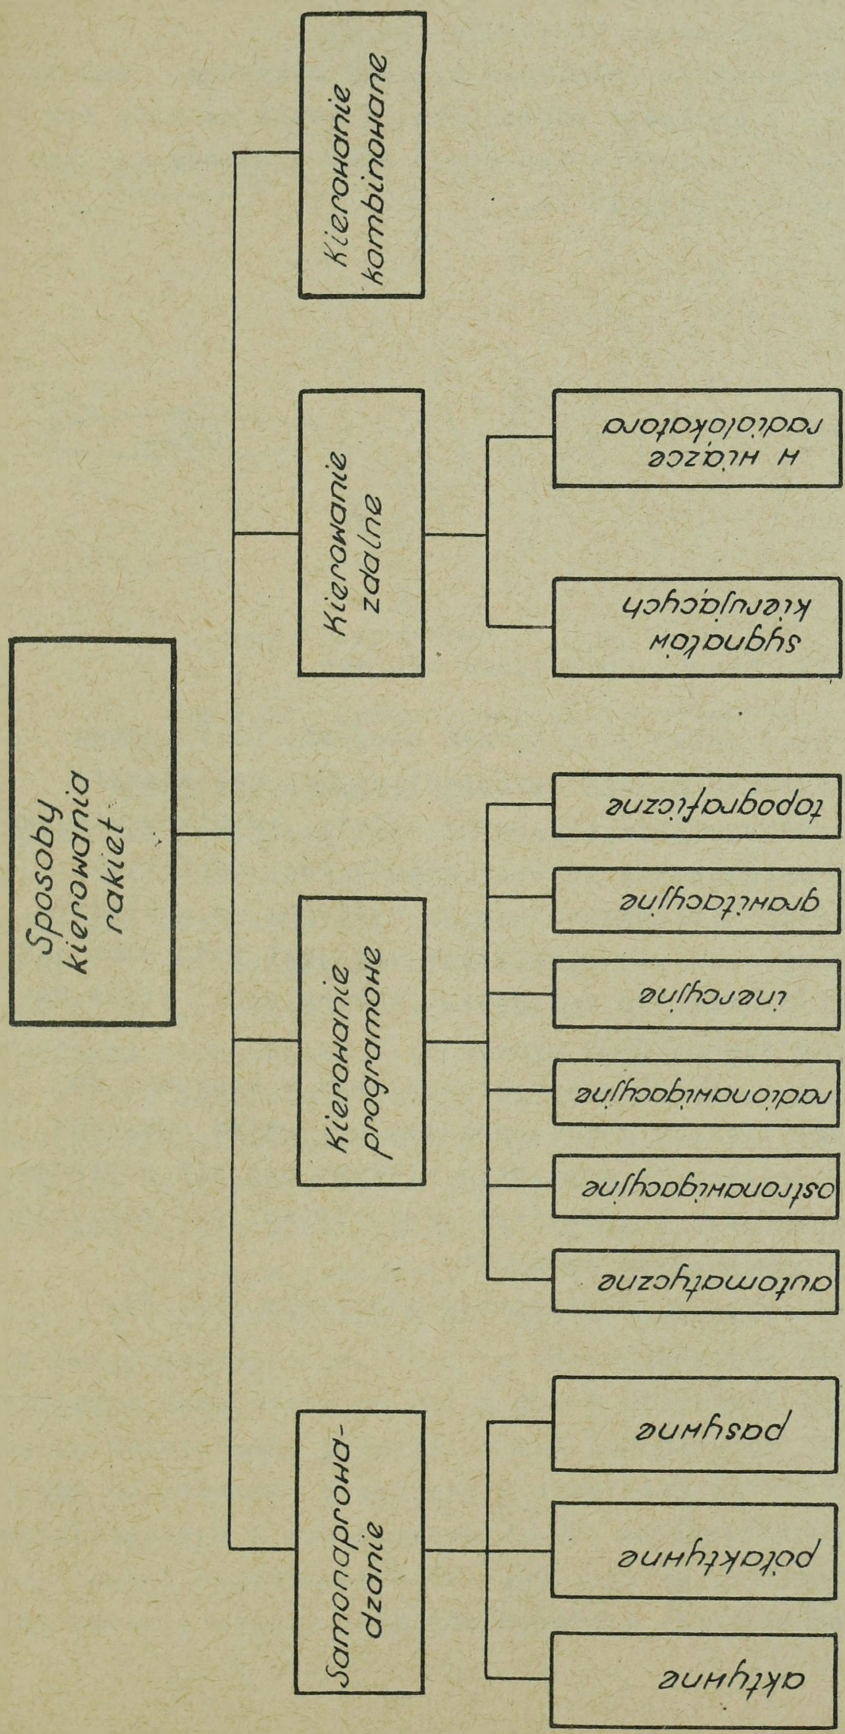 Sposoby
kierowania
rakiet
Samonaprowa-
dzanie
Kierowanie
programowe
Kierowanie
zdalne
Kierowanie
kombinowane
aktywne
półaktywne
pasywne
automatyczne
astronawigacyjne
radionawigacyjne
inercyjne
grawitacyjne
topograficzne
sygnałów
kierujących
w wiązce
radiolokatora